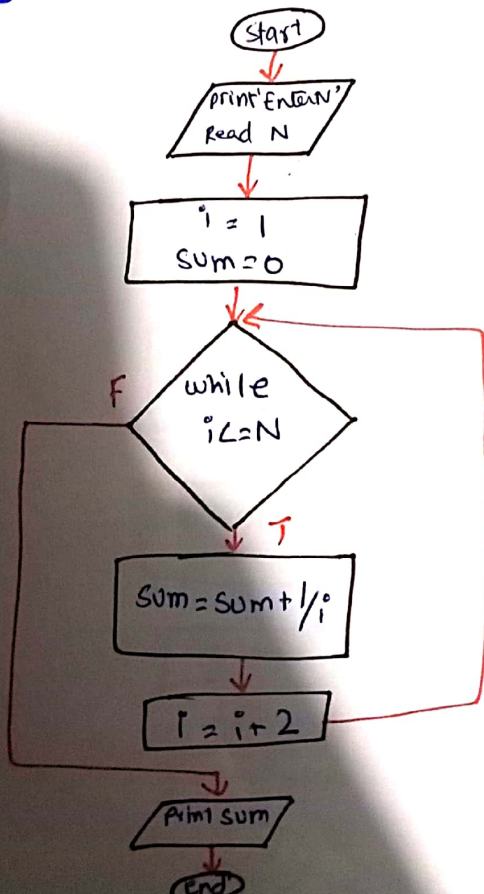 Start
print'EnterN'
Read N
i = 1
sum=0
while
i<=N
F
T
sum=sum+1/i
i=i+2
print sum
End